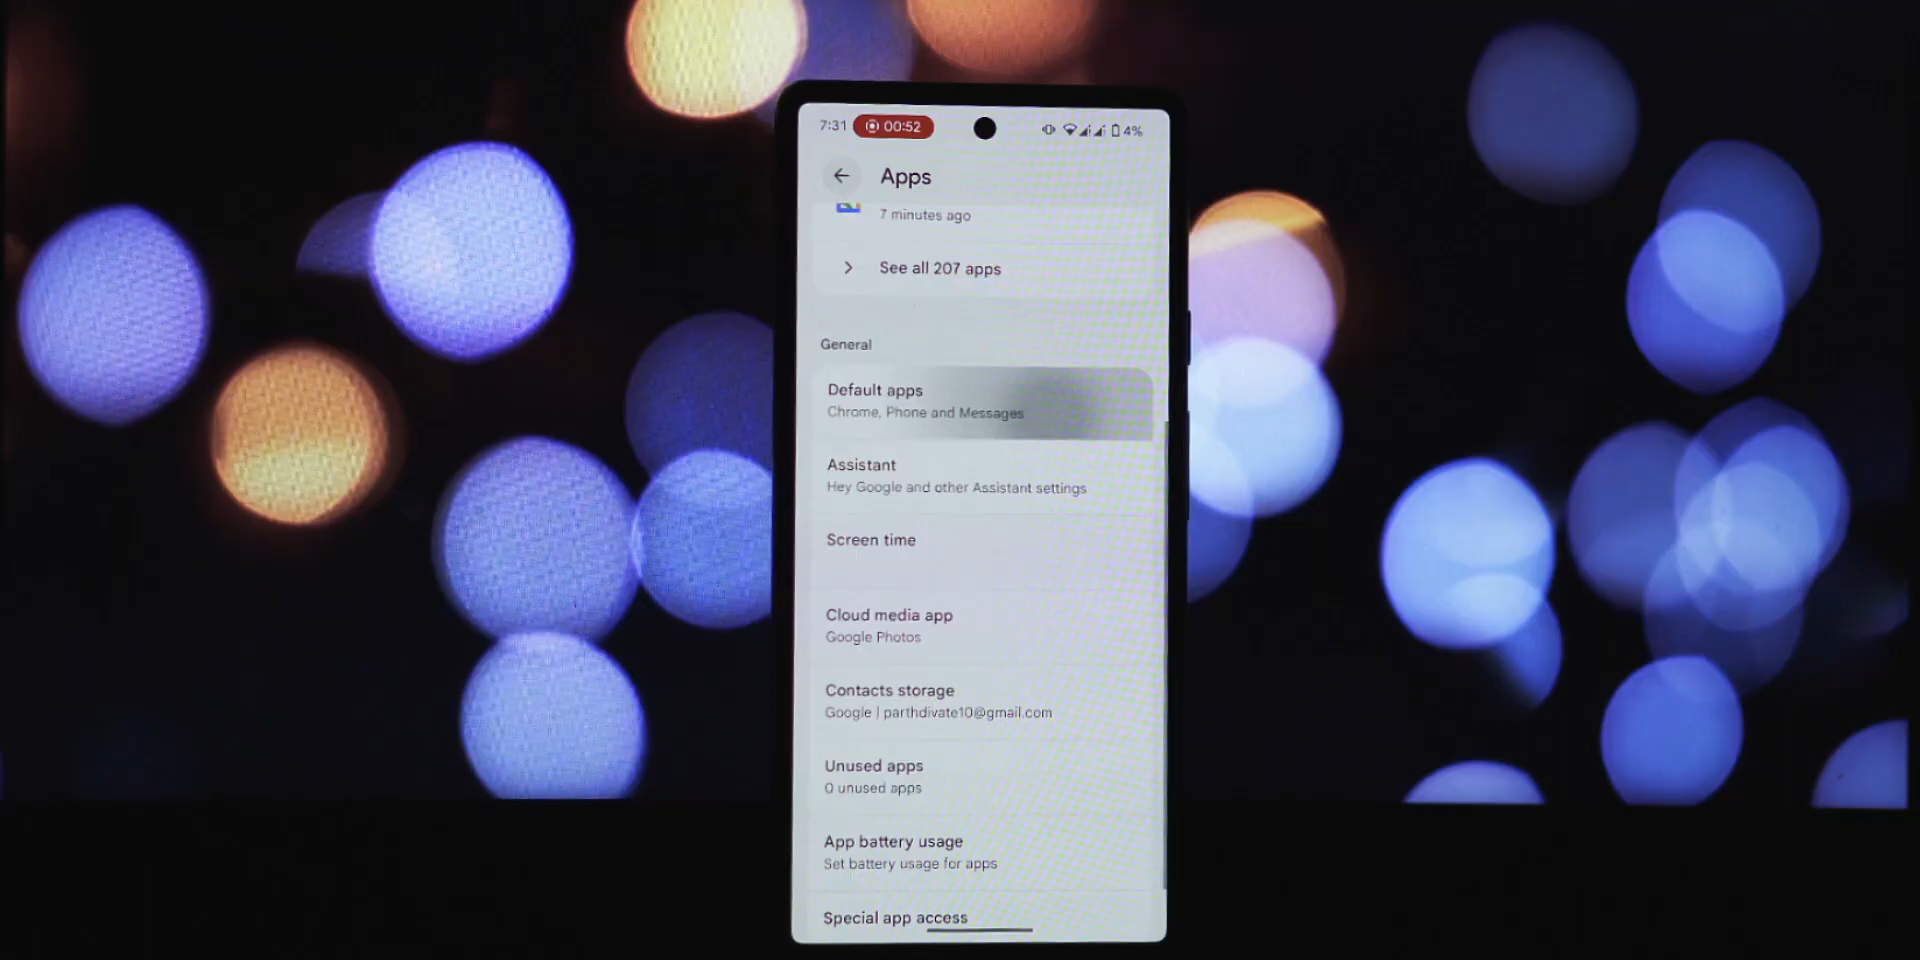 7:31 00:52 4%
Apps
7 minutes ago
See all 207 apps
General
Default apps
Chrome, Phone and Messages
Assistant
Hey Google and other Assistant settings
Screen time
Cloud media app
Google Photos
Contacts storage
Google | parthdivate10@gmail.com
Unused apps
0 unused apps
App battery usage
Set battery usage for apps
Special app access